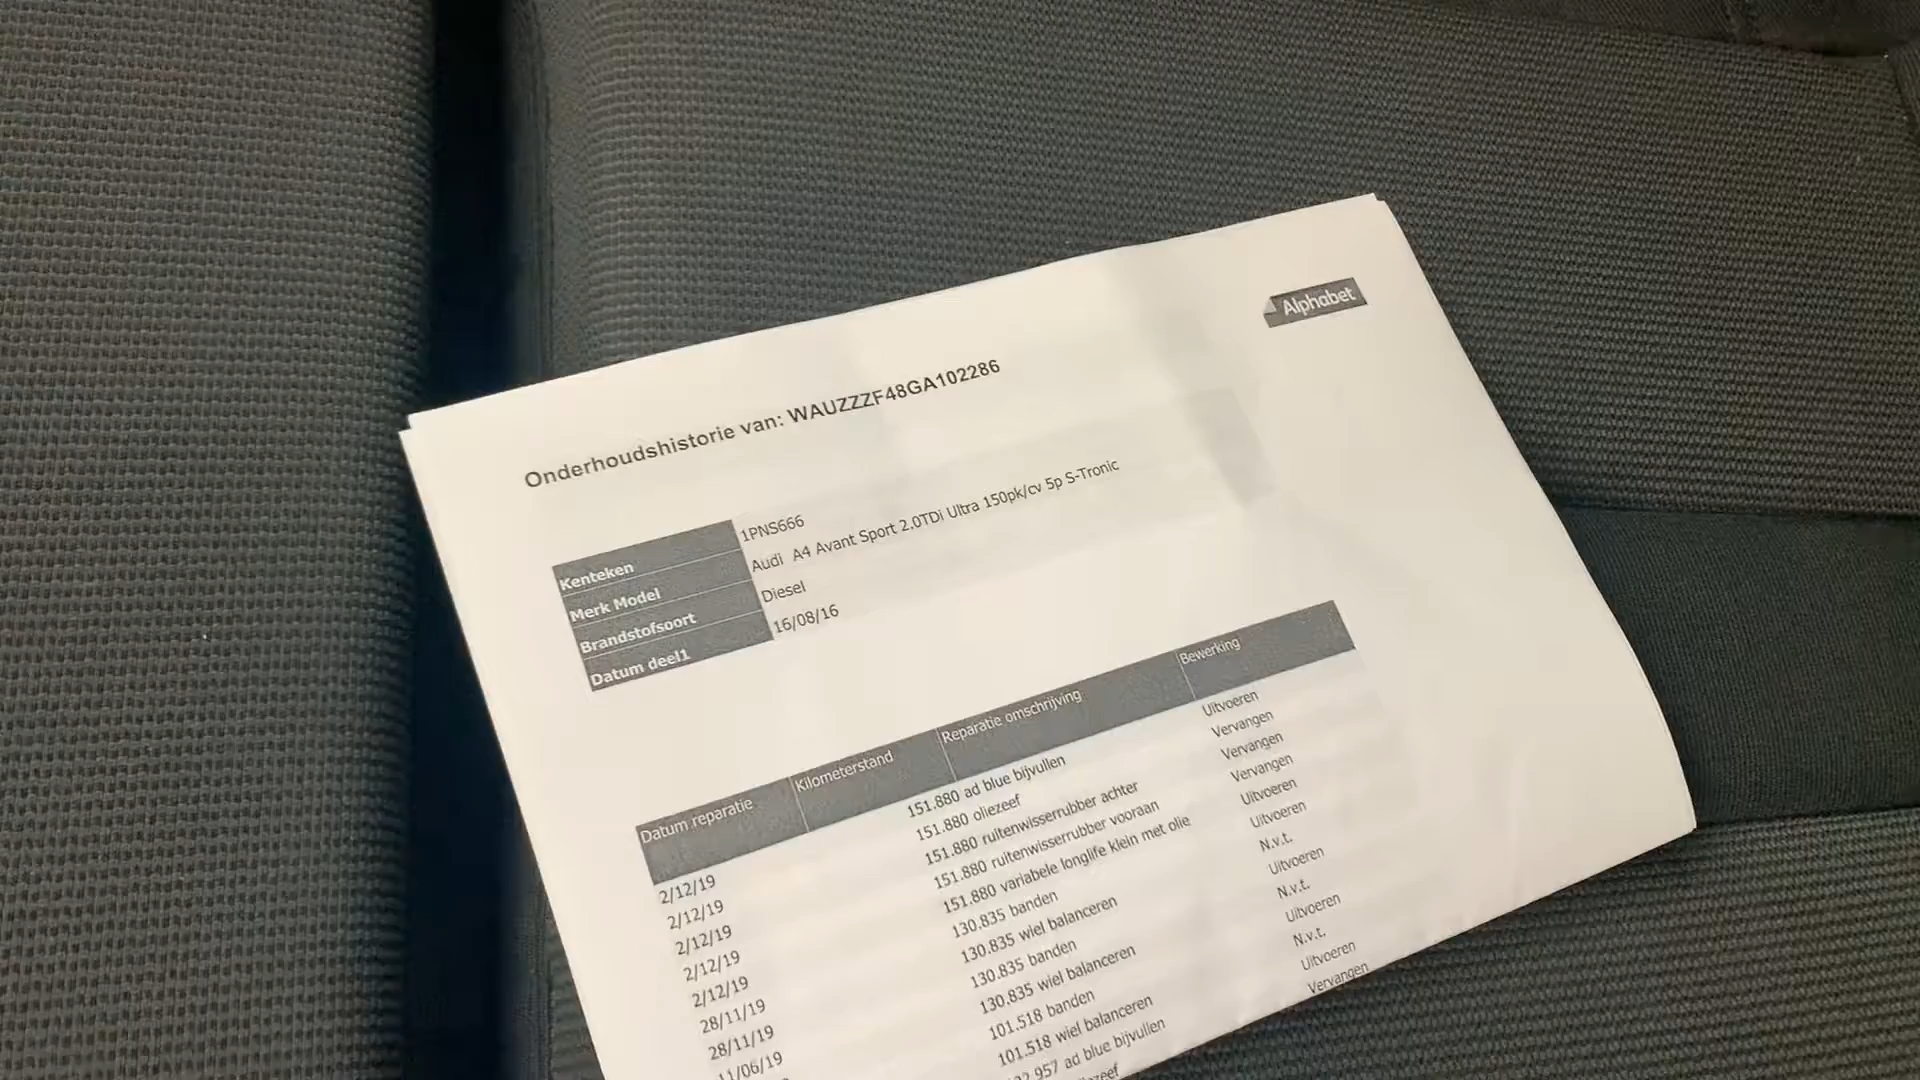 Alphabet
Onderhoudshistorie van: WAUZZZF48GA102286
Kenteken 1PNS666
Merk Model Audi A4 Avant Sport 2.0TDi Ultra 150pk/cv 5p S-Tronic
Brandstofsoort Diesel
Datum deel1 16/08/16
Datum reparatie Kilometerstand Reparatie omschrijving Bewerking
2/12/19 151.880 ad blue bijvullen Uitvoeren
2/12/19 151.880 oliezeef Vervangen
2/12/19 151.880 ruitenwisserrubber achter Vervangen
2/12/19 151.880 ruitenwisserrubber vooraan Vervangen
2/12/19 151.880 variabele longlife klein met olie Uitvoeren
28/11/19 130.835 banden Uitvoeren
28/11/19 130.835 wiel balanceren N.v.t.
11/06/19 130.835 banden Uitvoeren
130.835 wiel balanceren N.v.t.
101.518 banden Uitvoeren
101.518 wiel balanceren N.v.t.
ad blue bijvullen Uitvoeren
Vervangen